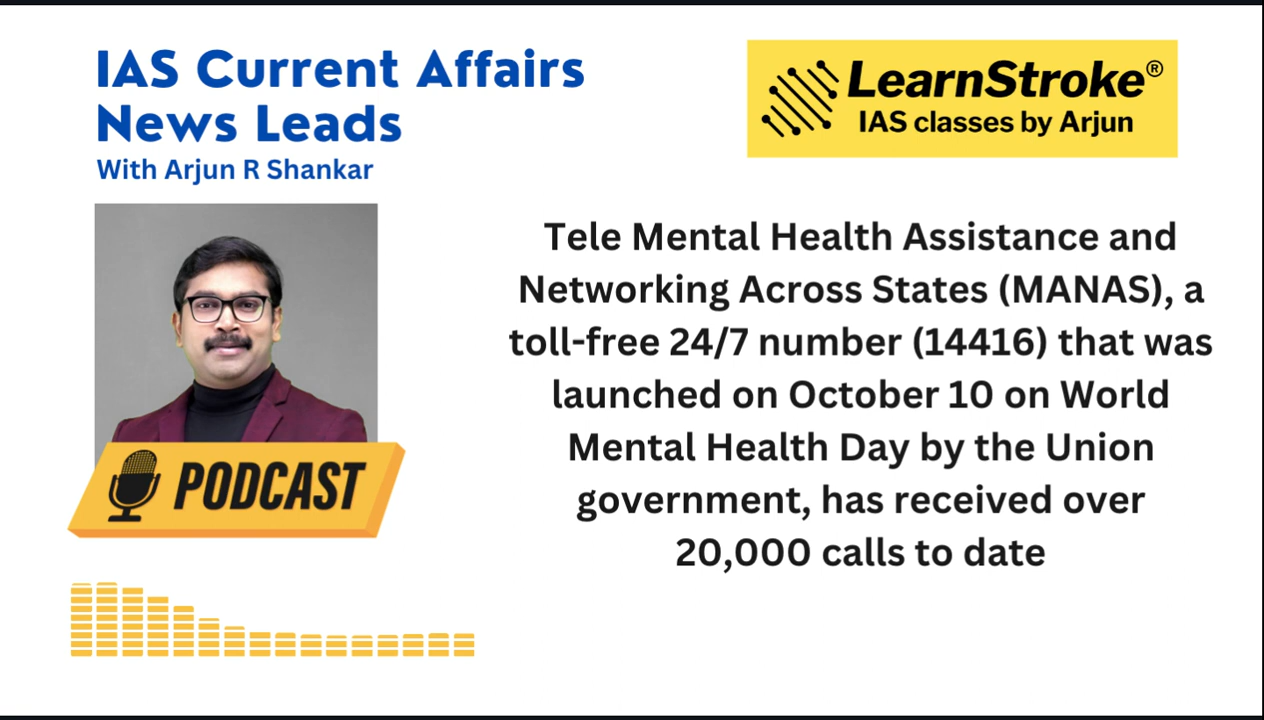 IAS Current Affairs
News Leads
With Arjun R Shankar
LearnStroke®
IAS classes by Arjun
Tele Mental Health Assistance and
Networking Across States (MANAS), a
toll-free 24/7 number (14416) that was
launched on October 10 on World
Mental Health Day by the Union
government, has received over
20,000 calls to date
PODCAST